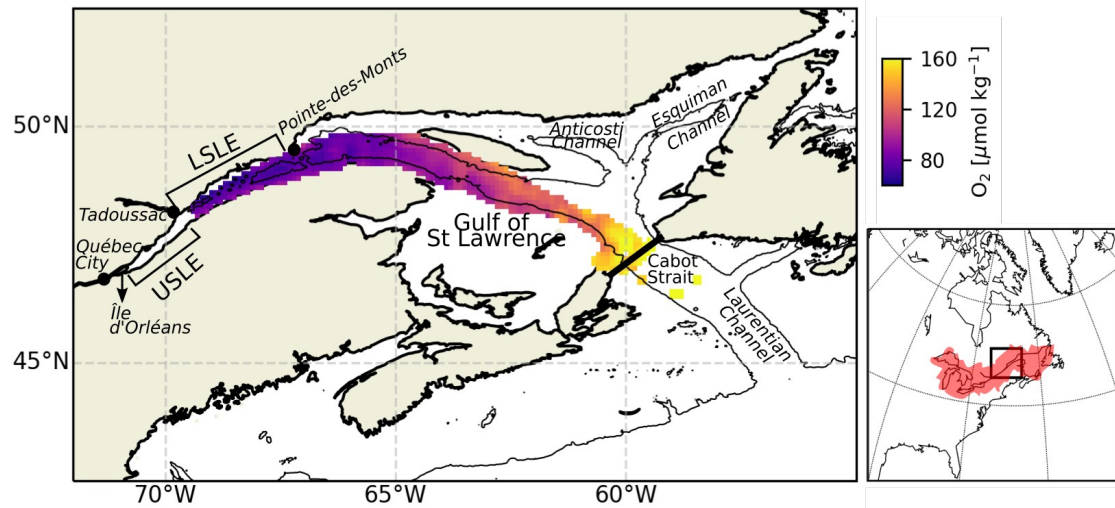 50°N
45°N
70°W
65°W
60°W
Pointe-des-Monts
LSLE
Tadoussac
Québec
City
USLE
Île
d'Orléans
Anticosti
Channel
Esquiman
Channel
Gulf of
St Lawrence
Cabot
Strait
Laurentian
Channel
160
120
80
O₂ [µmol kg⁻¹]